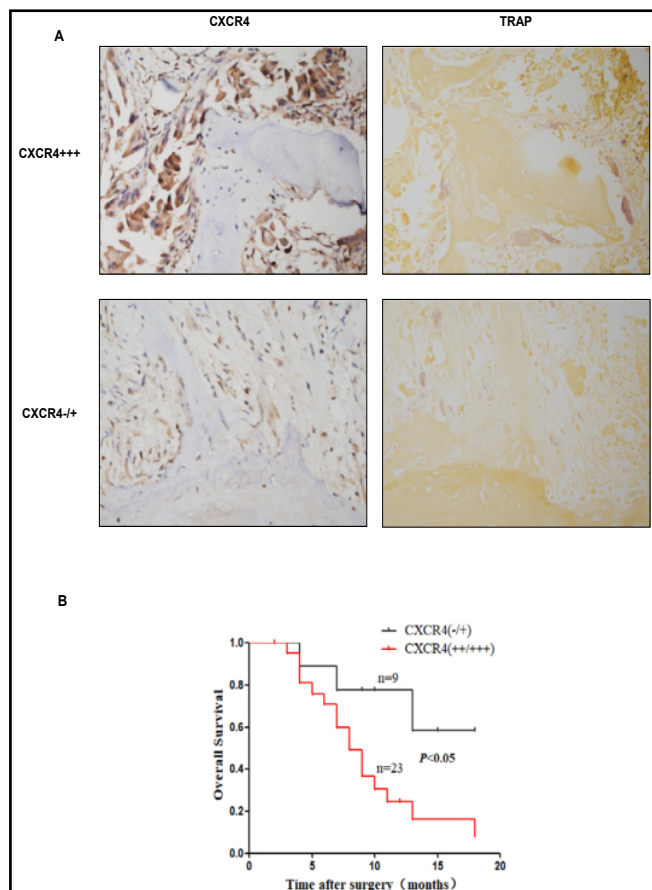 CXCR4 TRAP
A
CXCR4+++
CXCR4-/+
B
CXCR4(-/+)
CXCR4(++/+++)
1.0
0.8
0.6
0.4
0.2
0.0
Overall Survival
n=9
P<0.05
n=23
0 5 10 15 20
Time after surgery（months）